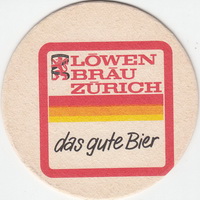 LÖWEN
BRÄU
ZÜRICH
das gute Bier